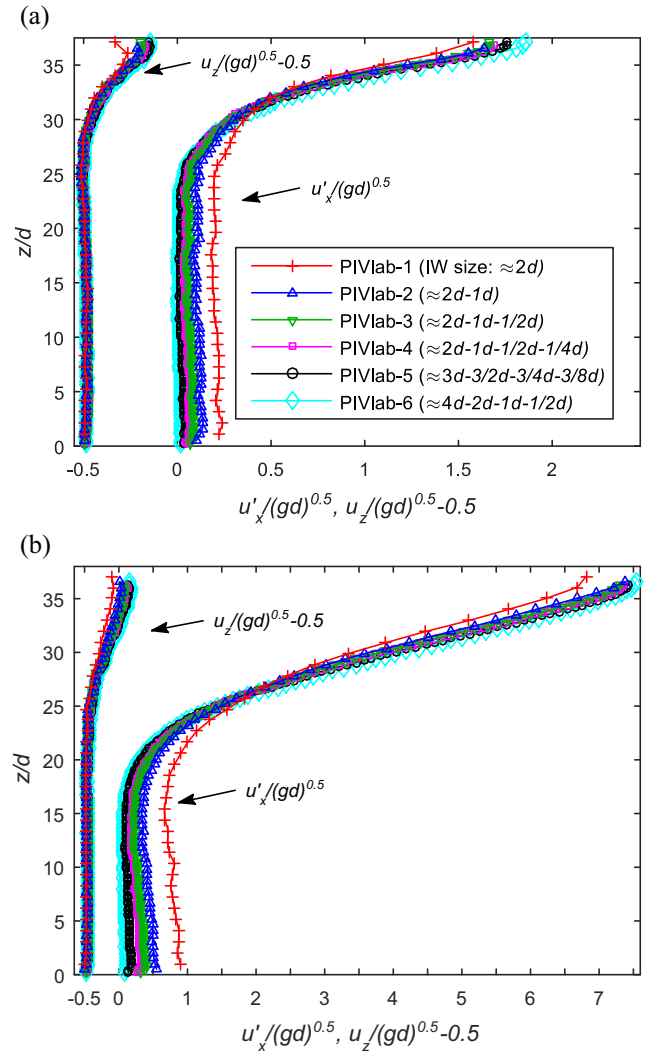 (a)
u_z/(gd)^0.5-0.5
u'_x/(gd)^0.5
PIVlab-1 (IW size: ≈2d)
PIVlab-2 (≈2d-1d)
PIVlab-3 (≈2d-1d-1/2d)
PIVlab-4 (≈2d-1d-1/2d-1/4d)
PIVlab-5 (≈3d-3/2d-3/4d-3/8d)
PIVlab-6 (≈4d-2d-1d-1/2d)
z/d
35
30
25
20
15
10
5
0
-0.5 0 0.5 1 1.5 2
u'_x/(gd)^0.5, u_z/(gd)^0.5-0.5
(b)
u_z/(gd)^0.5-0.5
u'_x/(gd)^0.5
z/d
35
30
25
20
15
10
5
0
-0.5 0 1 2 3 4 5 6 7
u'_x/(gd)^0.5, u_z/(gd)^0.5-0.5